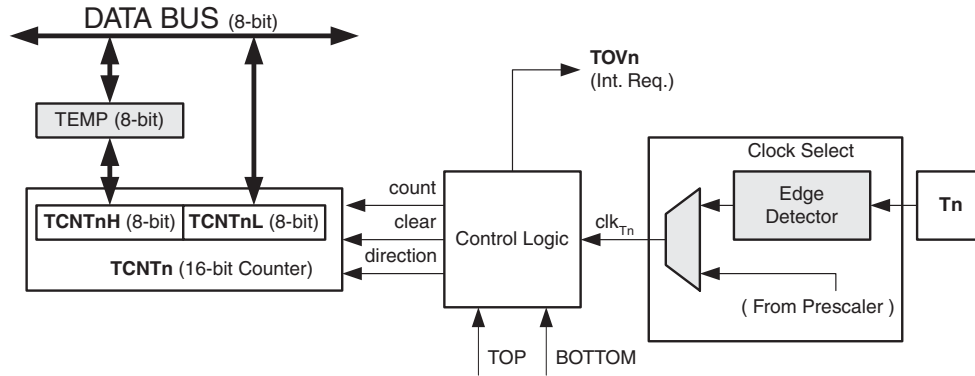 DATA BUS (8-bit)
TOVn
(Int. Req.)
TEMP (8-bit)
Clock Select
count
TCNTnH (8-bit) TCNTnL (8-bit)
clear
Control Logic
clkTn
Edge
Detector
Tn
TCNTn (16-bit Counter)
direction
( From Prescaler )
TOP
BOTTOM